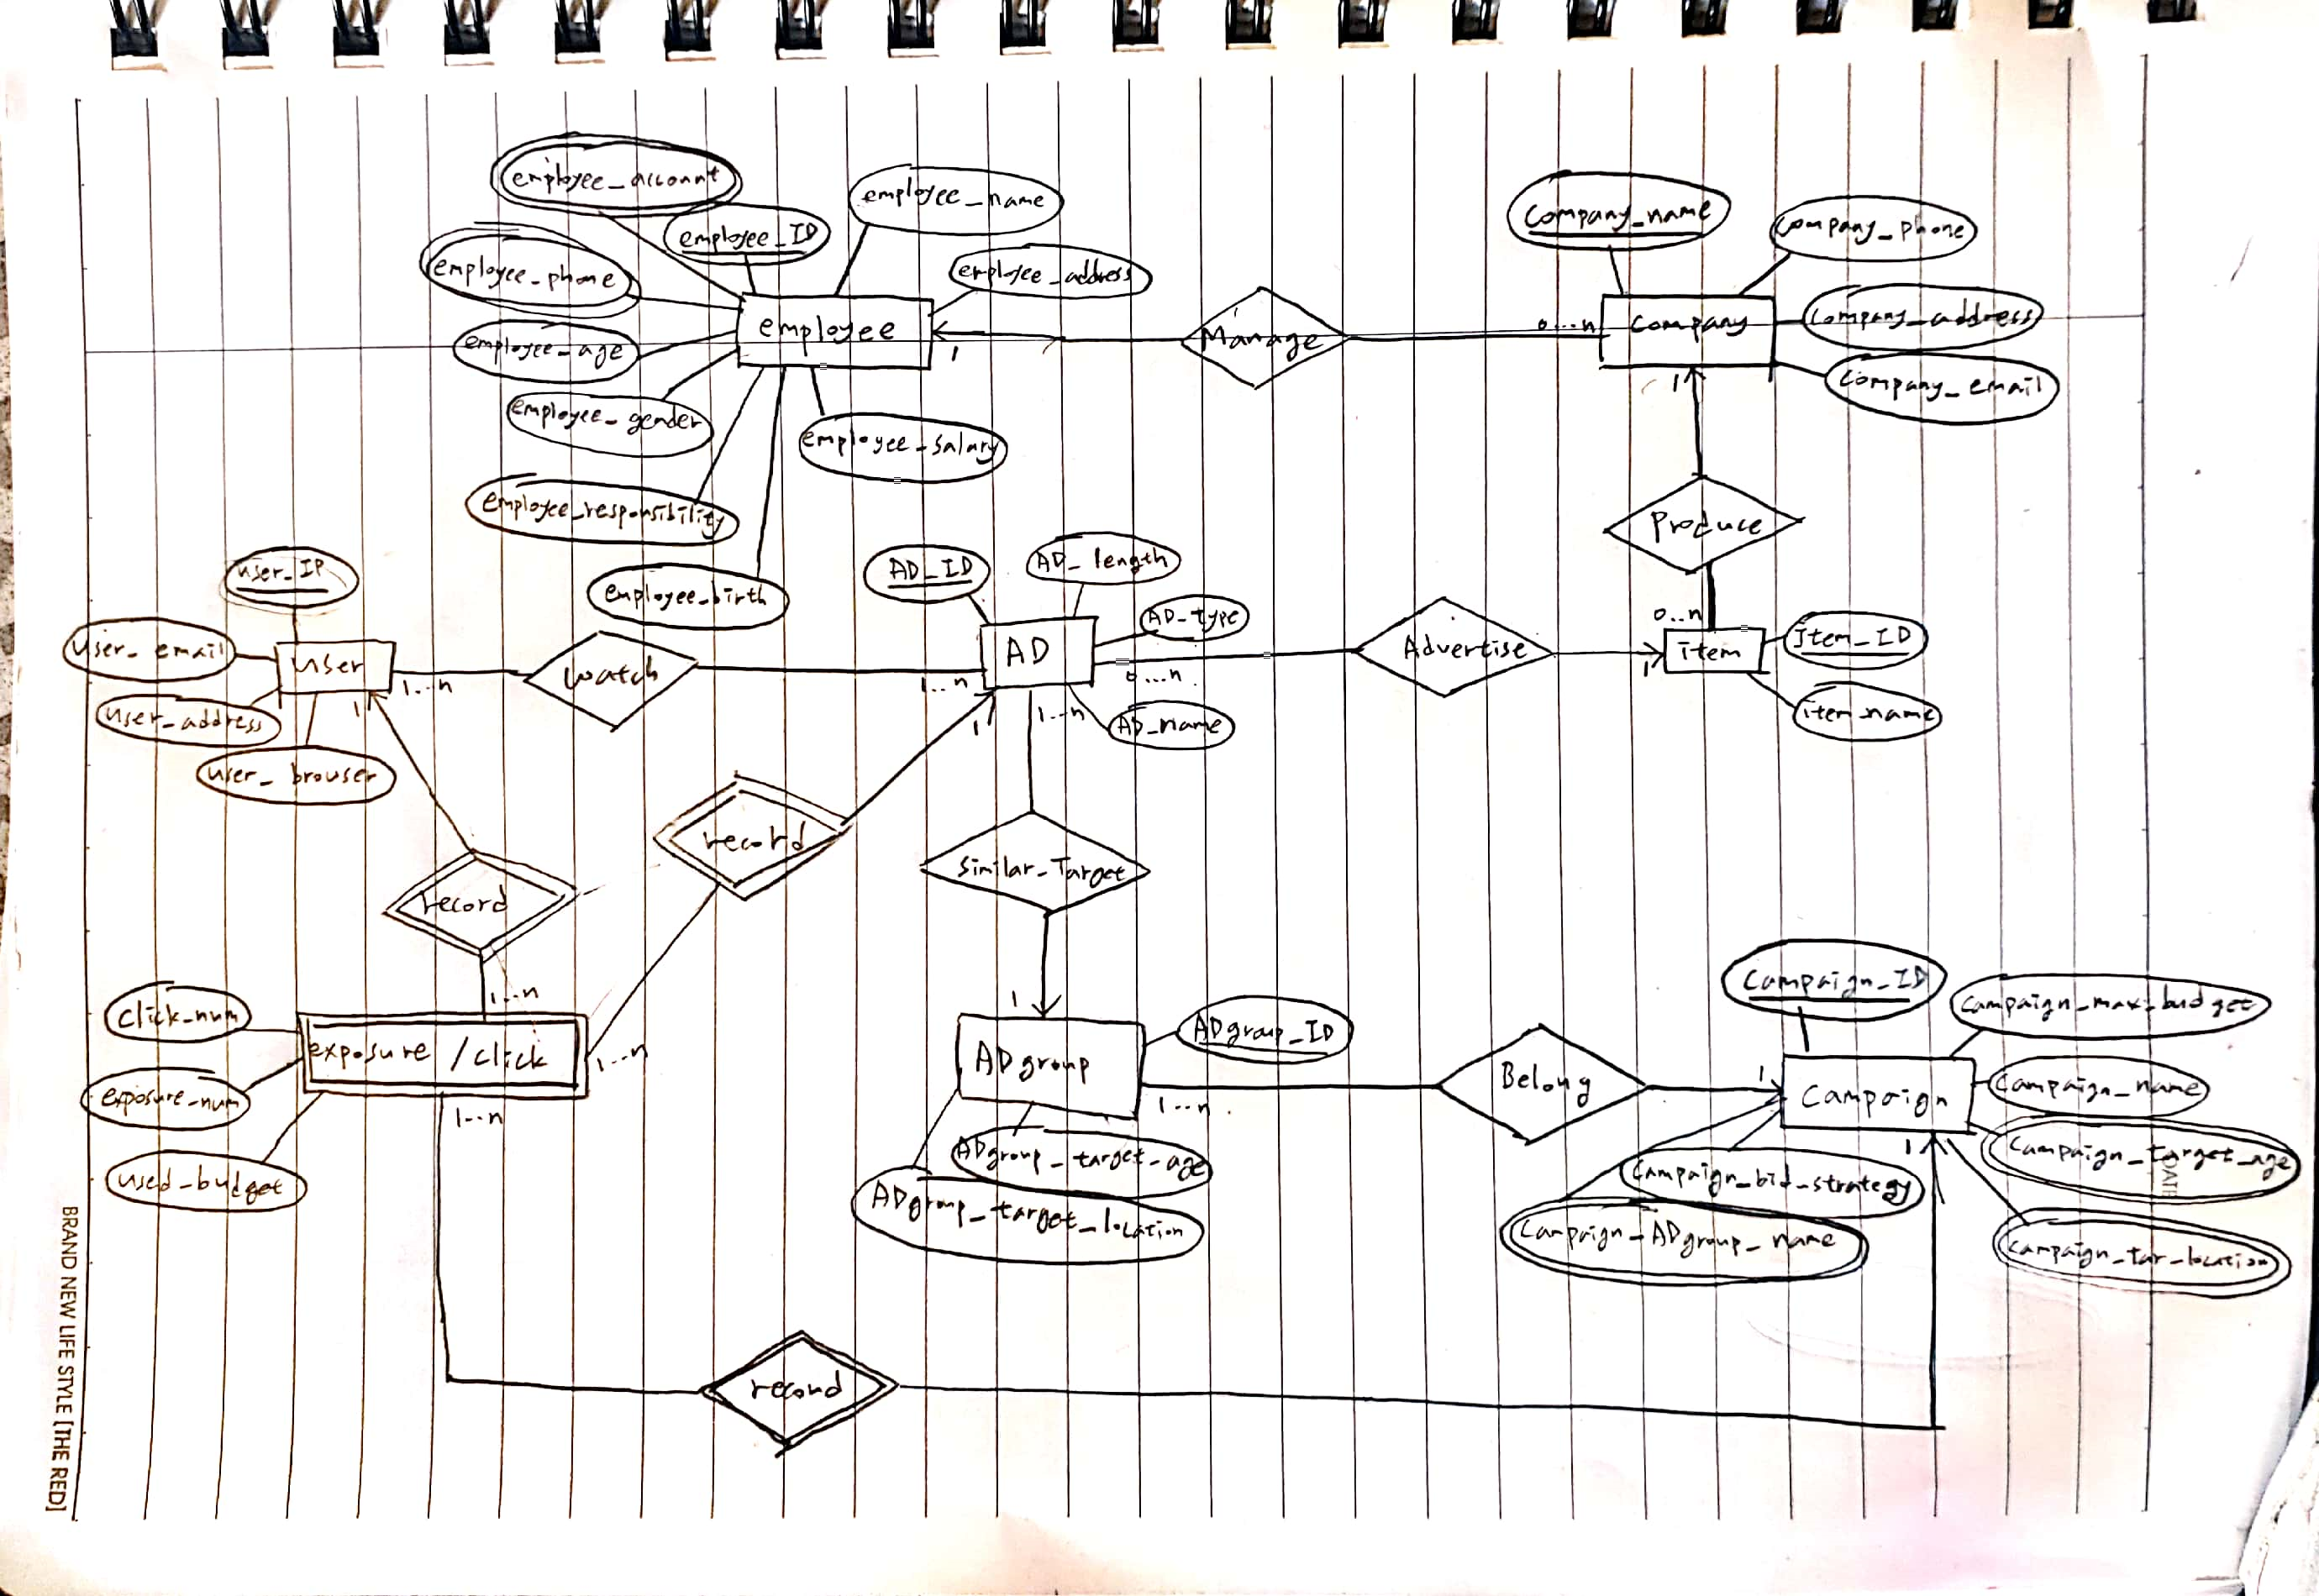 employee_account
employee_name
employee_ID
employee_phone
employee_address
employee
employee_age
employee_gender
employee_salary
employee_responsibility
employee_birth
1
Manage
0...n
Company_name
Company_phone
Company
Company_address
Company_email
1
Produce
0...n
item
Item_ID
item_name
user_IP
user_email
user
user_address
user_browser
1...n
1
Watch
1...n
AD_ID
AD_length
AD_type
AD
AD_name
0...n
1
1...n
Advertise
1
record
record
Similar_Target
1...n
1...n
1...n
click_num
exposure /click
exposure_num
used_budget
1
ADgroup
ADgroup_ID
ADgroup_target_age
ADgroup_target_location
1...n
Belong
1
Campaign_ID
Campaign_max_budget
Campaign
Campaign_name
Campaign_Target_age
Campaign_bid_strategy
Campaign_ADgroup_name
Campaign_tar_location
1
record
DATE
BRAND NEW LIFE STYLE [THE RED]